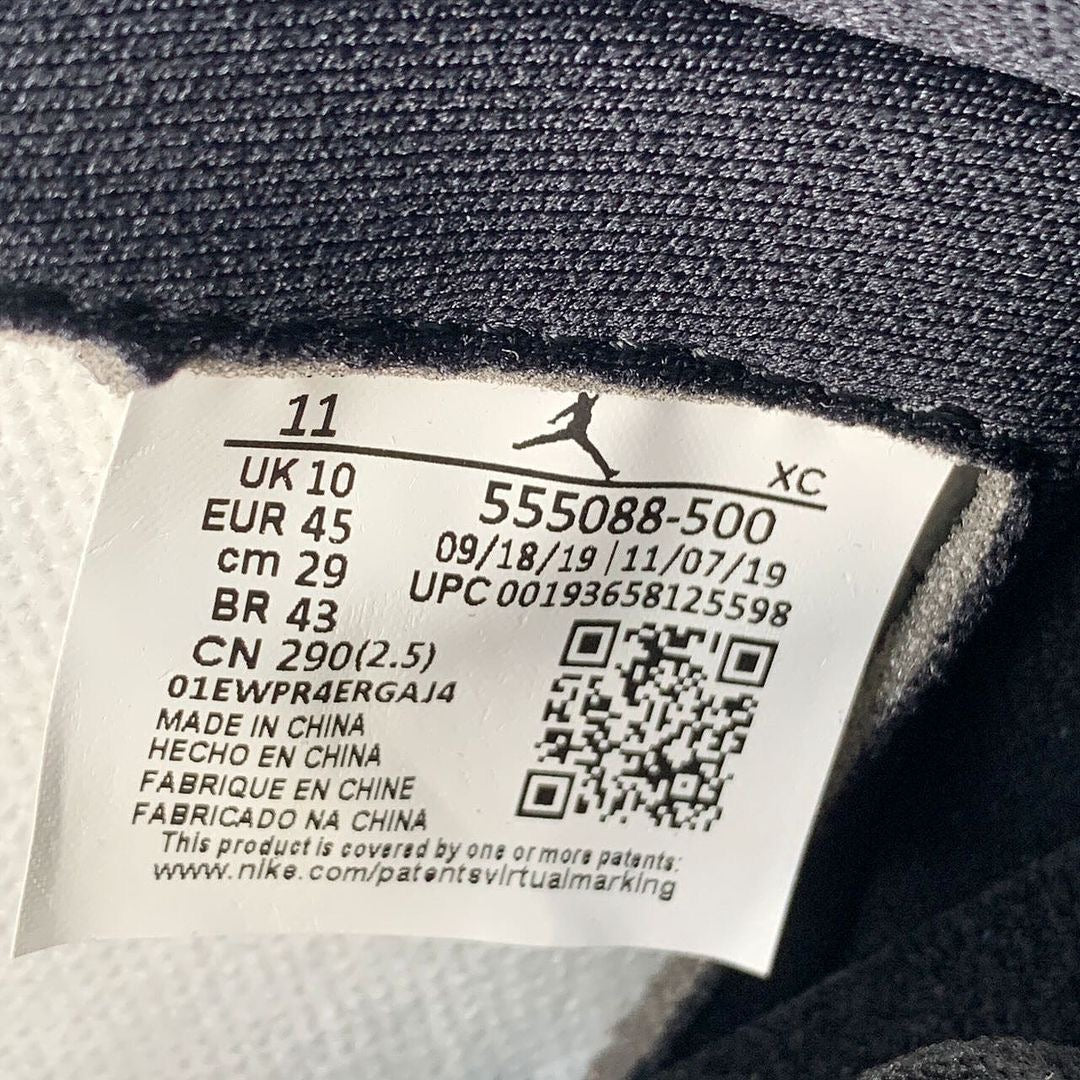 11
XC
UK 10
EUR 45
cm 29
BR 43
CN 290(2.5)
555088-500
09/18/19 | 11/07/19
UPC 00193658125598
01EWPR4ERGAJ4
MADE IN CHINA
HECHO EN CHINA
FABRIQUE EN CHINE
FABRICADO NA CHINA
This product is covered by one or more patents:
www.nike.com/patentsvirtualmarking